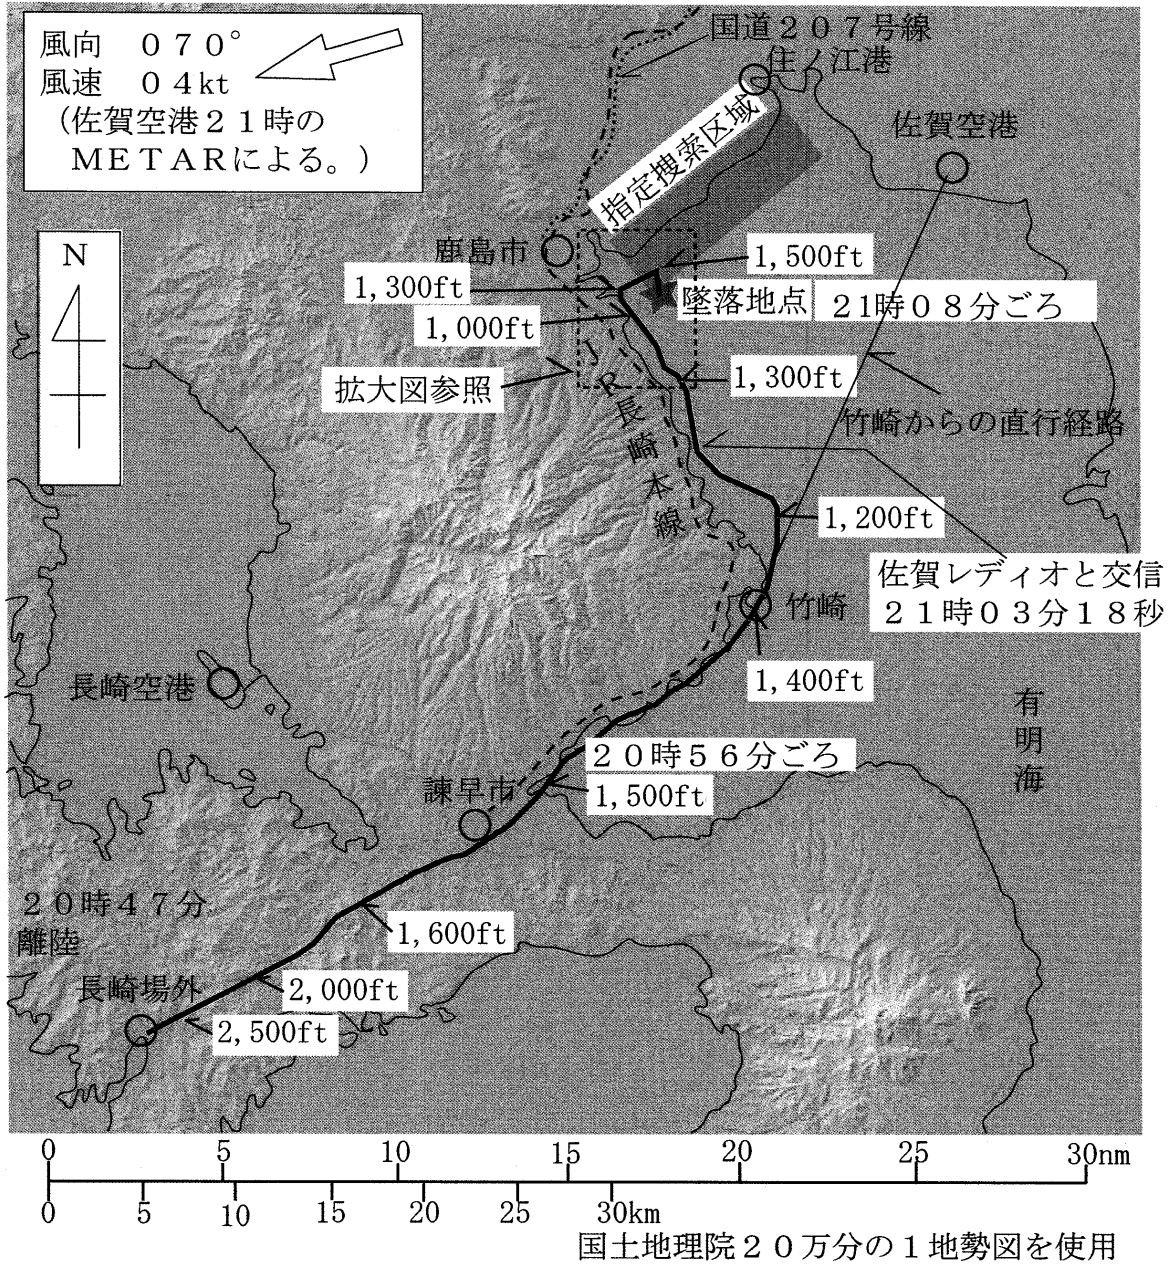 風向　０７０°
風速　０４kt
（佐賀空港２１時の
ＭＥＴＡＲによる。）
国道２０７号線
住ノ江港
佐賀空港
指定捜索区域
N
鹿島市
1,500ft
1,300ft
墜落地点
21時０８分ごろ
1,000ft
1,300ft
拡大図参照
ＪＲ長崎本線
竹崎からの直行経路
1,200ft
佐賀レディオと交信
２１時０３分１８秒
竹崎
1,400ft
長崎空港
有明海
２０時５６分ごろ
1,500ft
諫早市
２０時４７分
離陸
1,600ft
長崎場外
2,000ft
2,500ft
0 5 10 15 20 25 30nm
0 5 10 15 20 25 30km
国土地理院２０万分の１地勢図を使用